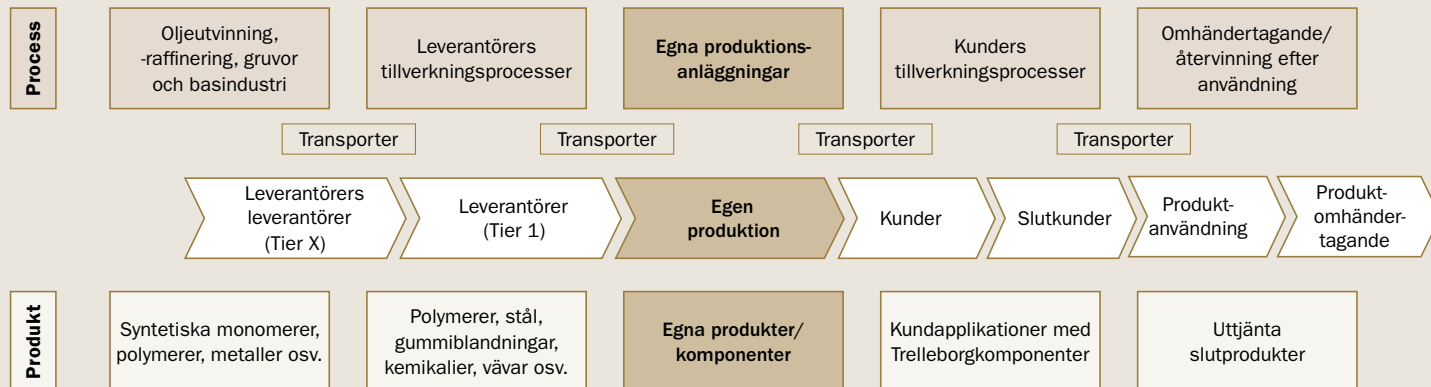 Process
Oljeutvinning,
-raffinering, gruvor
och basindustri
Leverantörers
tillverkningsprocesser
Egna produktions-
anläggningar
Kunders
tillverkningsprocesser
Omhändertagande/
återvinning efter
användning
Transporter
Transporter
Transporter
Transporter
Leverantörers
leverantörer
(Tier X)
Leverantörer
(Tier 1)
Egen
produktion
Kunder
Slutkunder
Produkt-
användning
Produkt-
omhänder-
tagande
Produkt
Syntetiska monomerer,
polymerer, metaller osv.
Polymerer, stål,
gummiblandningar,
kemikalier, vävar osv.
Egna produkter/
komponenter
Kundapplikationer med
Trelleborgkomponenter
Uttjänta
slutprodukter